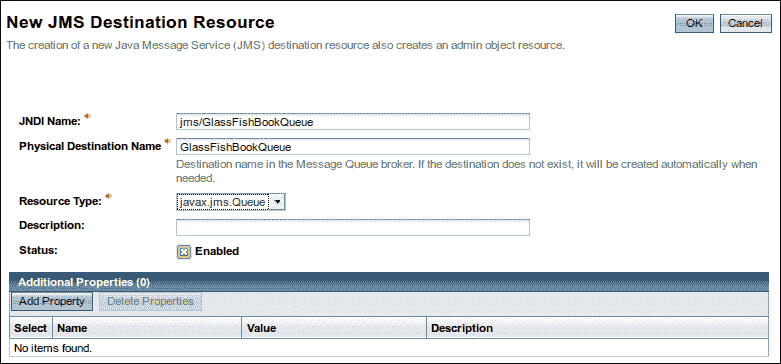 New JMS Destination Resource
OK Cancel
The creation of a new Java Message Service (JMS) destination resource also creates an admin object resource.
JNDI Name: * jms/GlassFishBookQueue
Physical Destination Name * GlassFishBookQueue
Destination name in the Message Queue broker. If the destination does not exist, it will be created automatically when
needed.
Resource Type: * javax.jms.Queue
Description:
Status: Enabled
Additional Properties (0)
Add Property Delete Properties
Select Name Value Description
No items found.